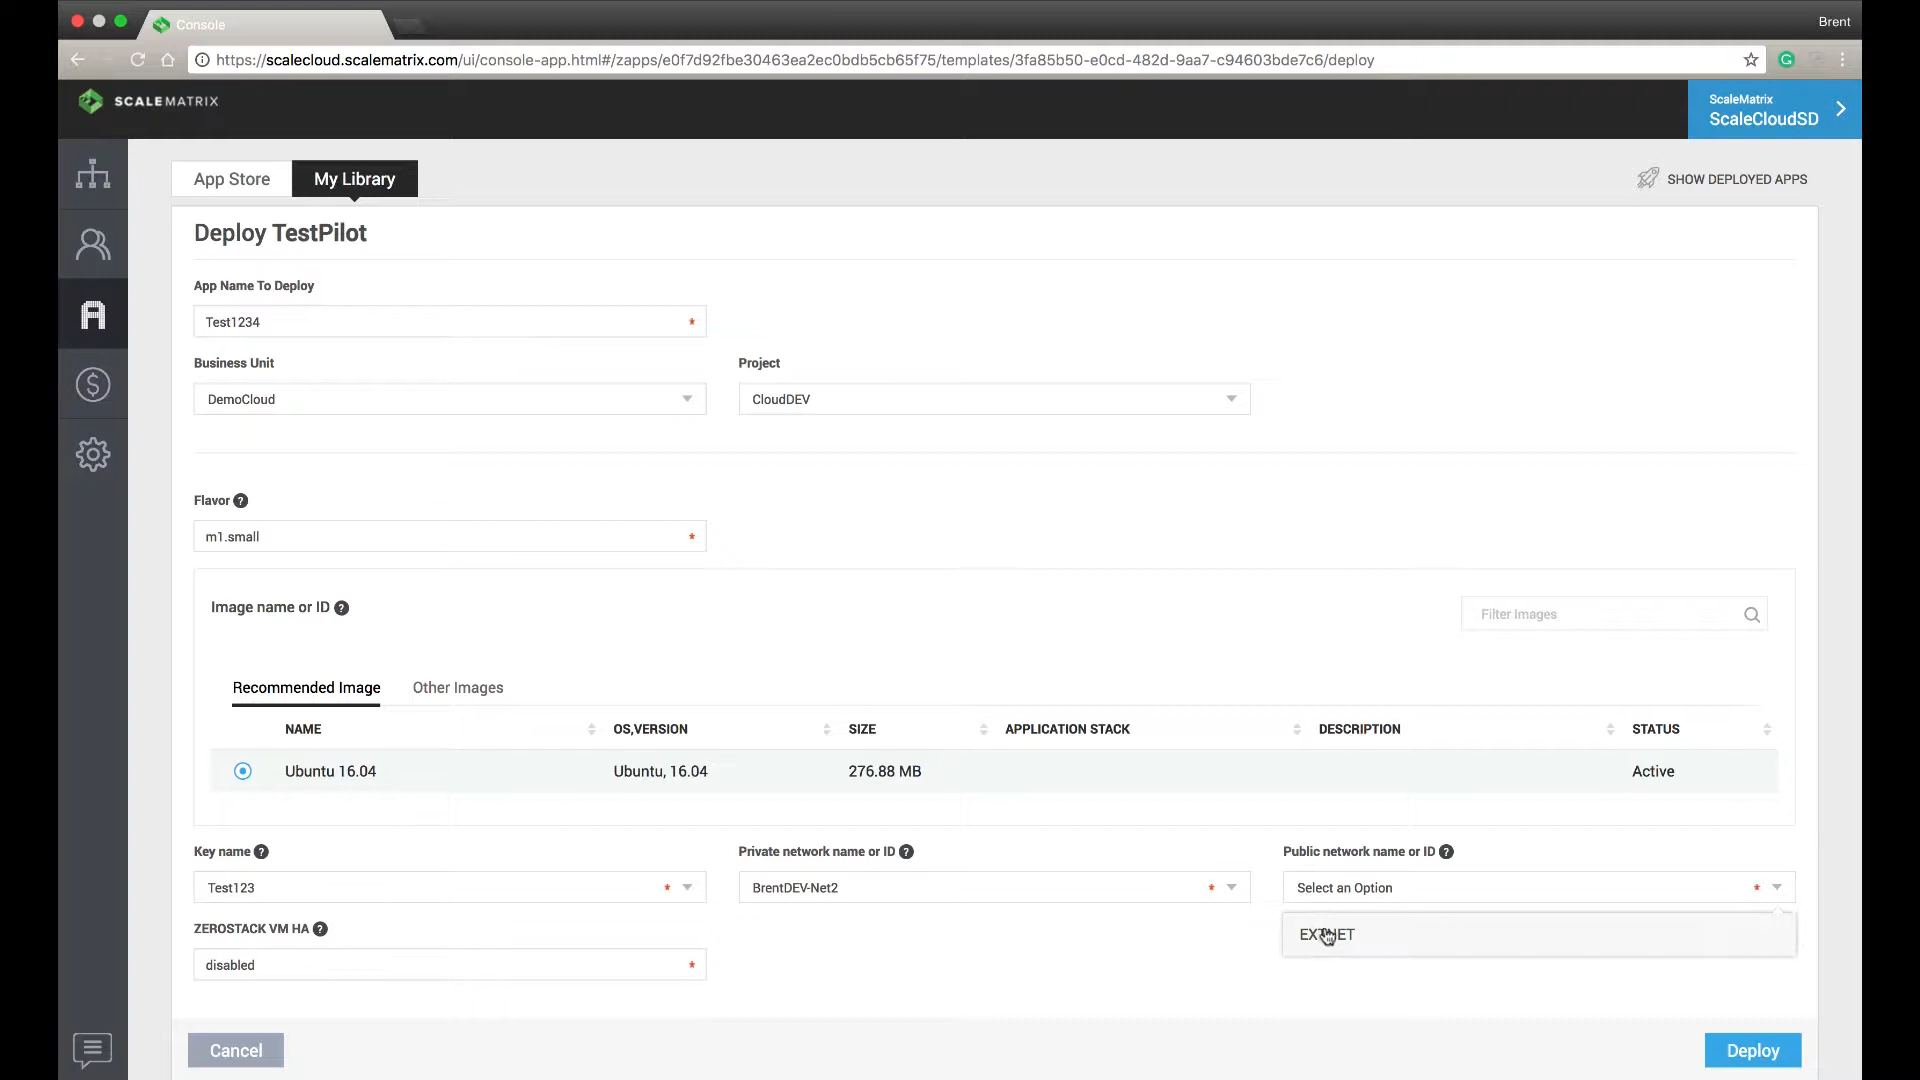 Console
Brent
https://scalecloud.scalematrix.com/ui/console-app.html#/zapps/e0f7d92fbe30463ea2ec0bdb5cb65f75/templates/3fa85b50-e0cd-482d-9aa7-c94603bde7c6/deploy
SCALEMATRIX
ScaleMatrix
ScaleCloudSD
App Store
My Library
SHOW DEPLOYED APPS
Deploy TestPilot
App Name To Deploy
Test1234 *
Business Unit
Project
DemoCloud
CloudDEV
Flavor ?
m1.small *
Image name or ID ?
Filter Images
Recommended Image
Other Images
NAME OS,VERSION SIZE APPLICATION STACK DESCRIPTION STATUS
Ubuntu 16.04 Ubuntu, 16.04 276.88 MB Active
Key name ?
Private network name or ID ?
Public network name or ID ?
Test123 *
BrentDEV-Net2 *
Select an Option *
ZEROSTACK VM HA ?
disabled *
Cancel
Deploy